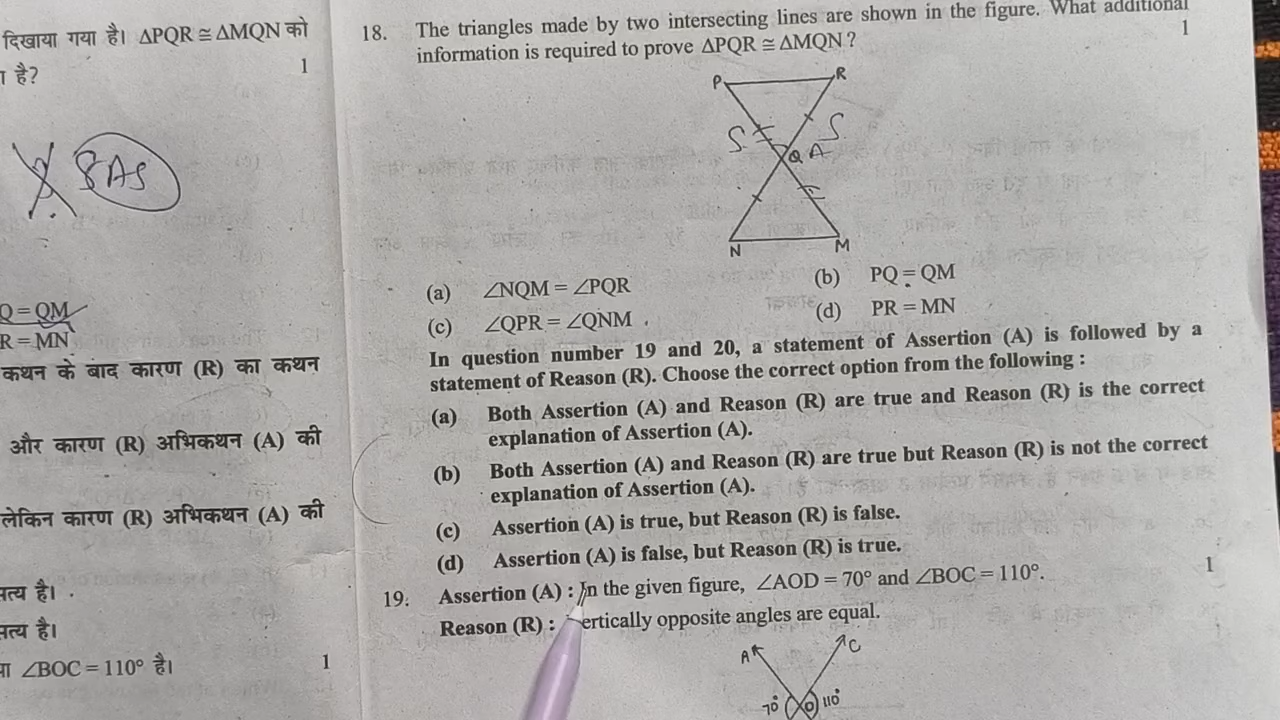 दिखाया गया है। ΔPQR ≅ ΔMQN को
है?
1
SAS
Q = QM
R = MN
कथन के बाद कारण (R) का कथन
और कारण (R) अभिकथन (A) की
लेकिन कारण (R) अभिकथन (A) की
सत्य है।
सत्य है।
∠BOC = 110° है।
1
18. The triangles made by two intersecting lines are shown in the figure. What additional
information is required to prove ΔPQR ≅ ΔMQN ?
1
P R
S S
Q A
N M
(a) ∠NQM = ∠PQR
(b) PQ = QM
(c) ∠QPR = ∠QNM
(d) PR = MN
In question number 19 and 20, a statement of Assertion (A) is followed by a
statement of Reason (R). Choose the correct option from the following :
(a) Both Assertion (A) and Reason (R) are true and Reason (R) is the correct
explanation of Assertion (A).
(b) Both Assertion (A) and Reason (R) are true but Reason (R) is not the correct
explanation of Assertion (A).
(c) Assertion (A) is true, but Reason (R) is false.
(d) Assertion (A) is false, but Reason (R) is true.
19. Assertion (A) : In the given figure, ∠AOD = 70° and ∠BOC = 110°.
1
Reason (R) : ertically opposite angles are equal.
A C
70° O 110°